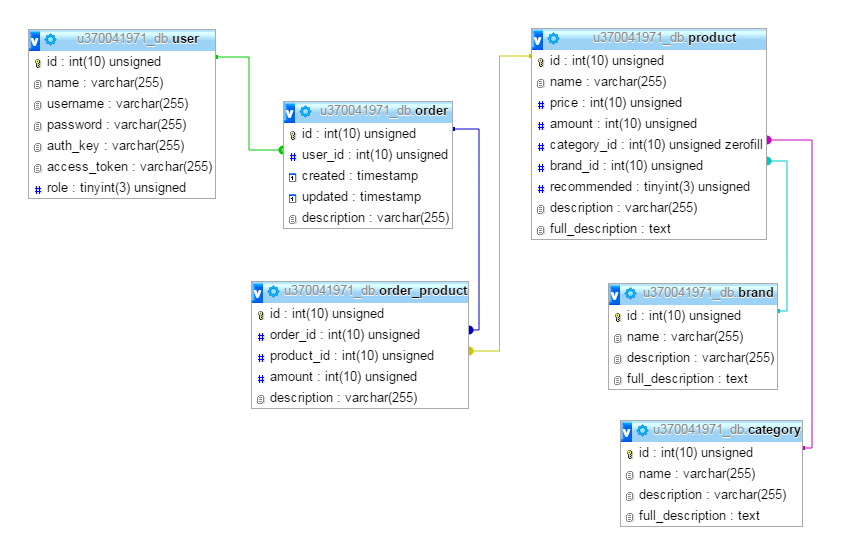 u370041971_db.user
id : int(10) unsigned
name : varchar(255)
username : varchar(255)
password : varchar(255)
auth_key : varchar(255)
access_token : varchar(255)
role : tinyint(3) unsigned
u370041971_db.order
id : int(10) unsigned
user_id : int(10) unsigned
created : timestamp
updated : timestamp
description : varchar(255)
u370041971_db.product
id : int(10) unsigned
name : varchar(255)
price : int(10) unsigned
amount : int(10) unsigned
category_id : int(10) unsigned zerofill
brand_id : int(10) unsigned
recommended : tinyint(3) unsigned
description : varchar(255)
full_description : text
u370041971_db.order_product
id : int(10) unsigned
order_id : int(10) unsigned
product_id : int(10) unsigned
amount : int(10) unsigned
description : varchar(255)
u370041971_db.brand
id : int(10) unsigned
name : varchar(255)
description : varchar(255)
full_description : text
u370041971_db.category
id : int(10) unsigned
name : varchar(255)
description : varchar(255)
full_description : text